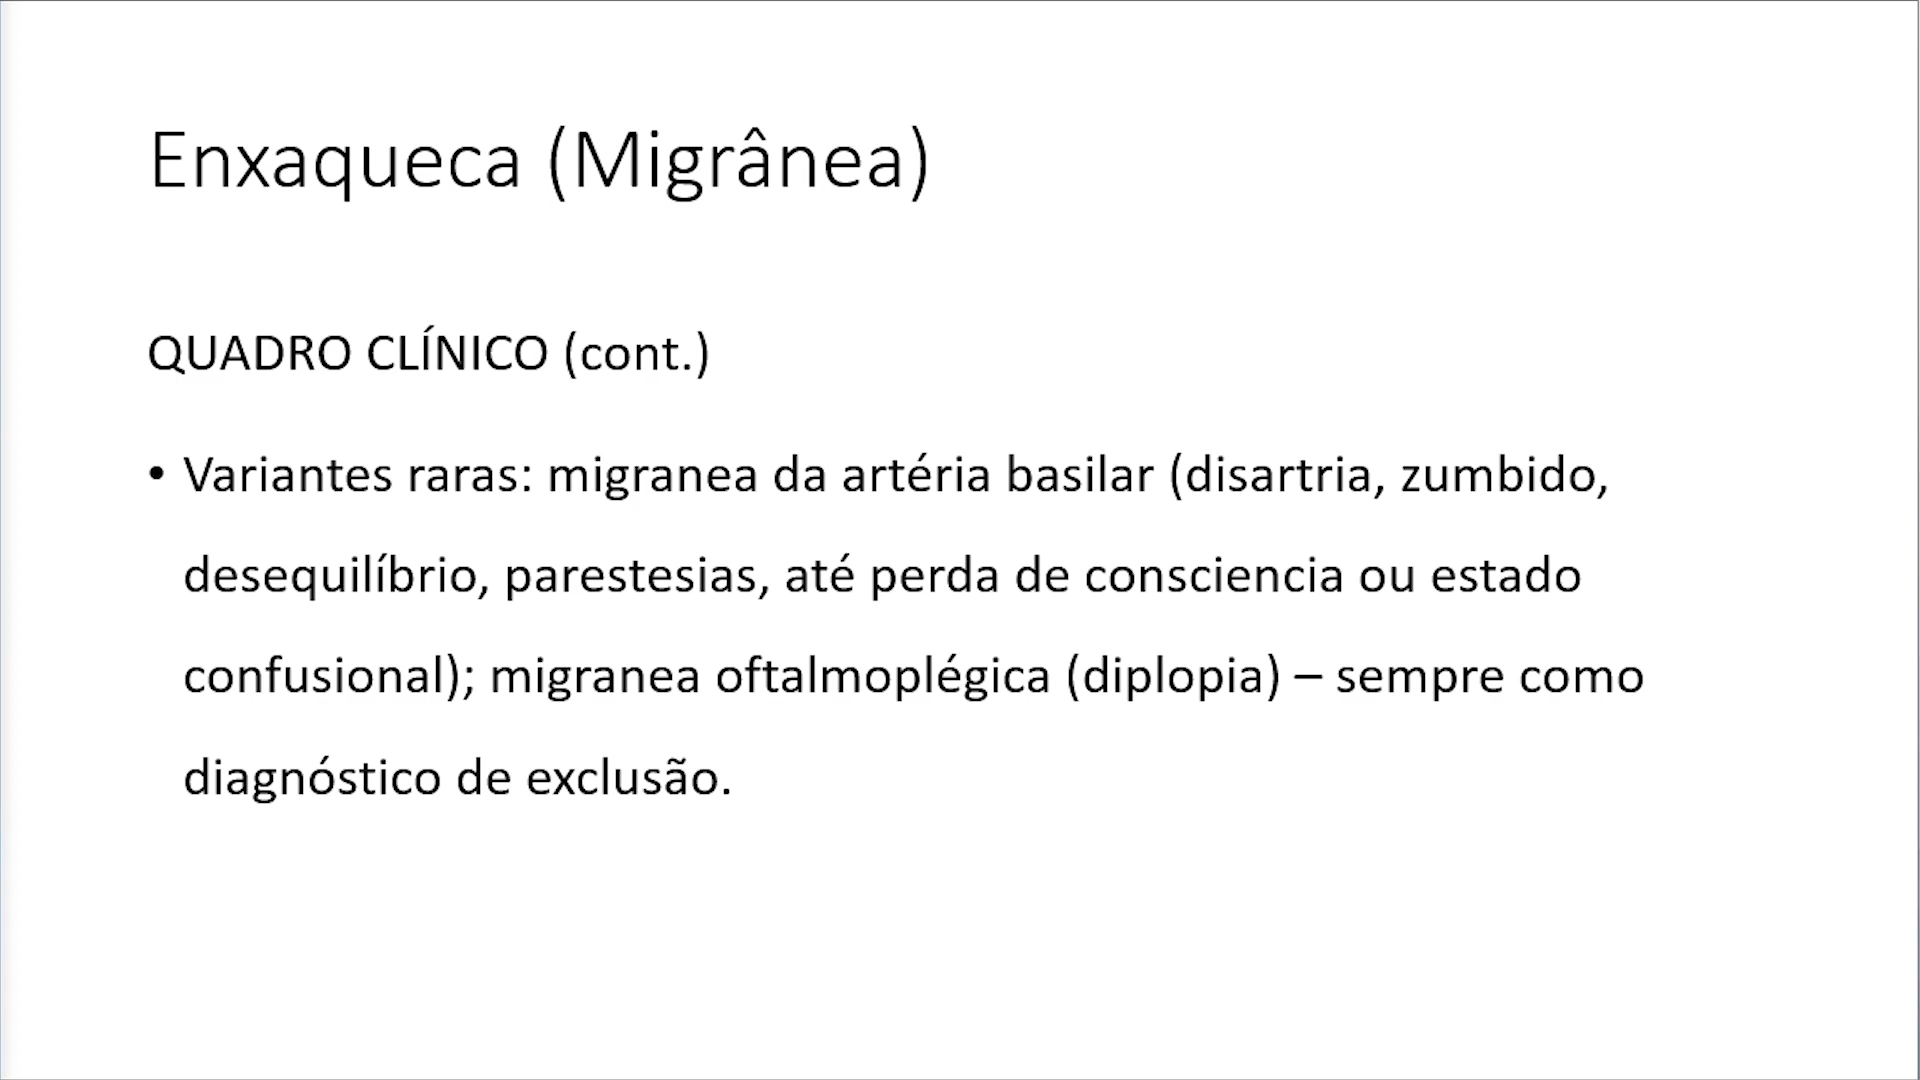 Enxaqueca (Migrânea)
QUADRO CLÍNICO (cont.)
• Variantes raras: migranea da artéria basilar (disartria, zumbido,
desequilíbrio, parestesias, até perda de consciencia ou estado
confusional); migranea oftalmoplégica (diplopia) – sempre como
diagnóstico de exclusão.